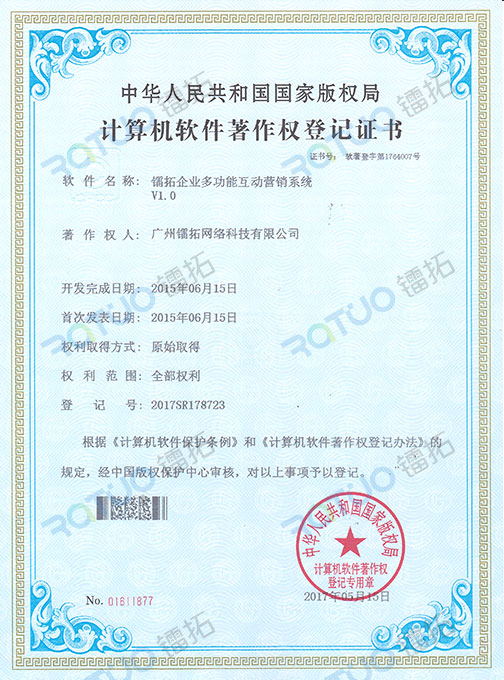 中华人民共和国国家版权局
计算机软件著作权登记证书
证书号： 软著登字第1764007号
软件名称： 镭拓企业多功能互动营销系统
V1.0
著作权人： 广州镭拓网络科技有限公司
开发完成日期： 2015年06月15日
首次发表日期： 2015年06月15日
权利取得方式： 原始取得
权利范围： 全部权利
登记号： 2017SR178723
根据《计算机软件保护条例》和《计算机软件著作权登记办法》的
规定，经中国版权保护中心审核，对以上事项予以登记。
中华人民共和国国家版权局
计算机软件著作权
登记专用章
2017年05月15日
No. 01611877
RATUO 镭拓
RATUO 镭拓
RATUO 镭拓
RATUO 镭拓
RATUO 镭拓
RATUO 镭拓